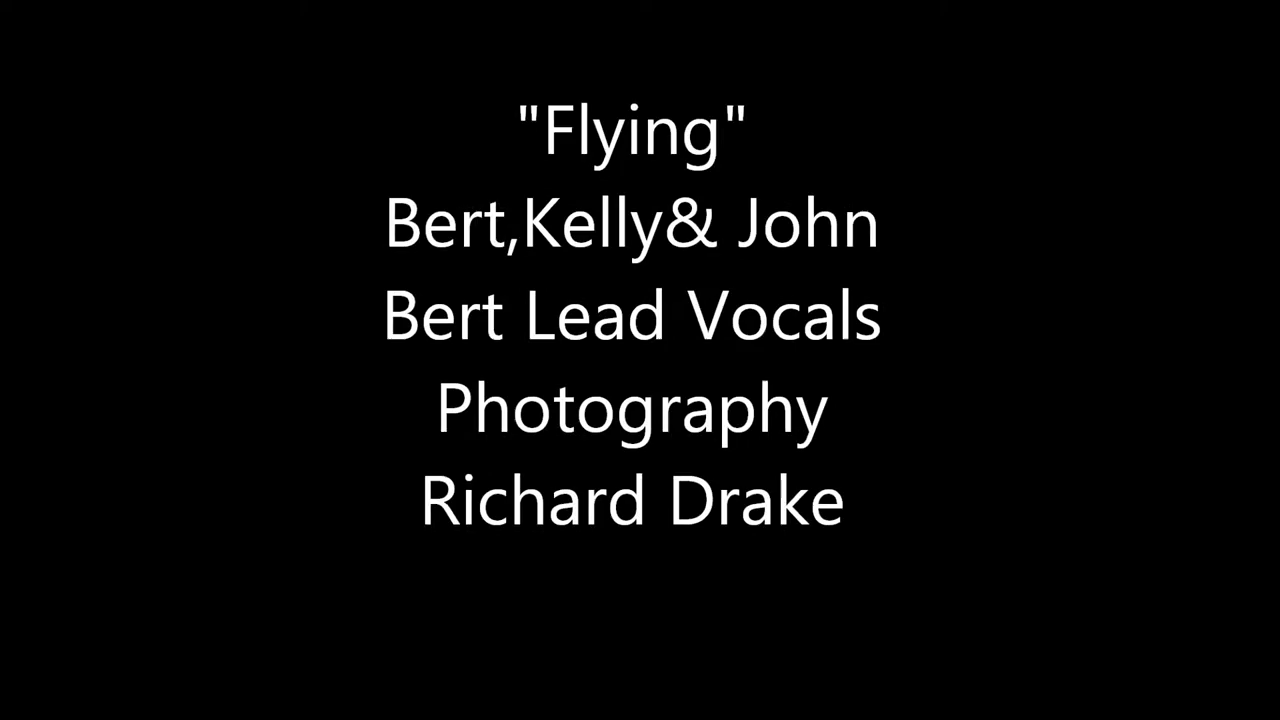 "Flying"
Bert,Kelly& John
Bert Lead Vocals
Photography
Richard Drake